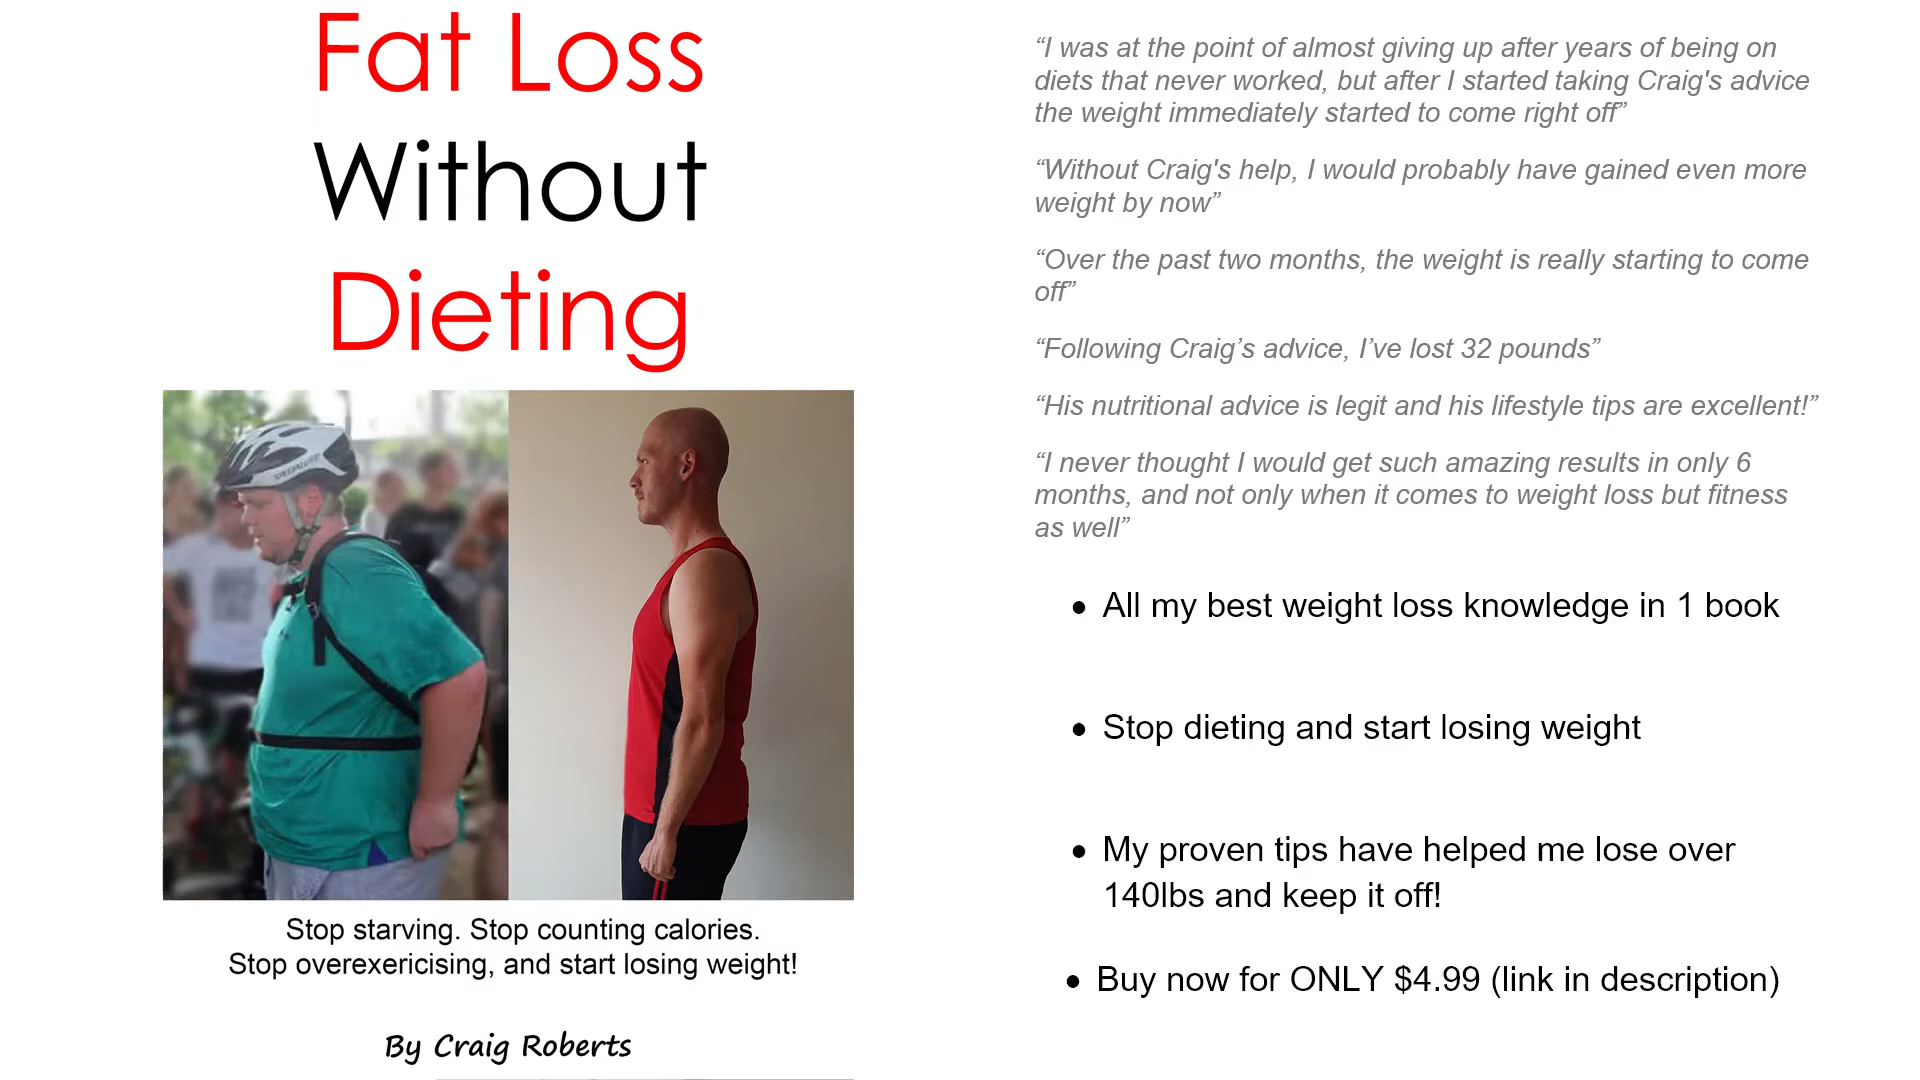 Fat Loss
Without
Dieting
Stop starving. Stop counting calories.
Stop overexericising, and start losing weight!
By Craig Roberts
“I was at the point of almost giving up after years of being on
diets that never worked, but after I started taking Craig's advice
the weight immediately started to come right off”
“Without Craig's help, I would probably have gained even more
weight by now”
“Over the past two months, the weight is really starting to come
off”
“Following Craig’s advice, I’ve lost 32 pounds”
“His nutritional advice is legit and his lifestyle tips are excellent!”
“I never thought I would get such amazing results in only 6
months, and not only when it comes to weight loss but fitness
as well”
• All my best weight loss knowledge in 1 book
• Stop dieting and start losing weight
• My proven tips have helped me lose over
140lbs and keep it off!
• Buy now for ONLY $4.99 (link in description)